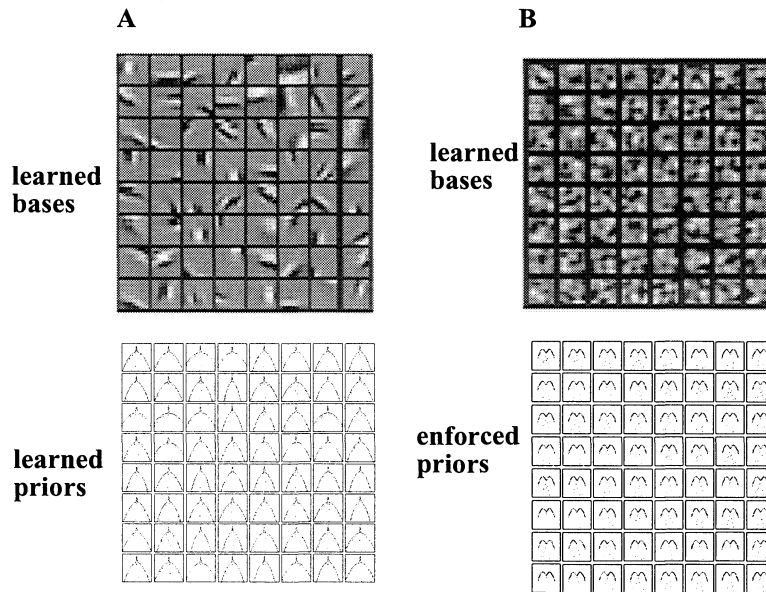 A
B
learned
bases
learned
bases
learned
priors
enforced
priors